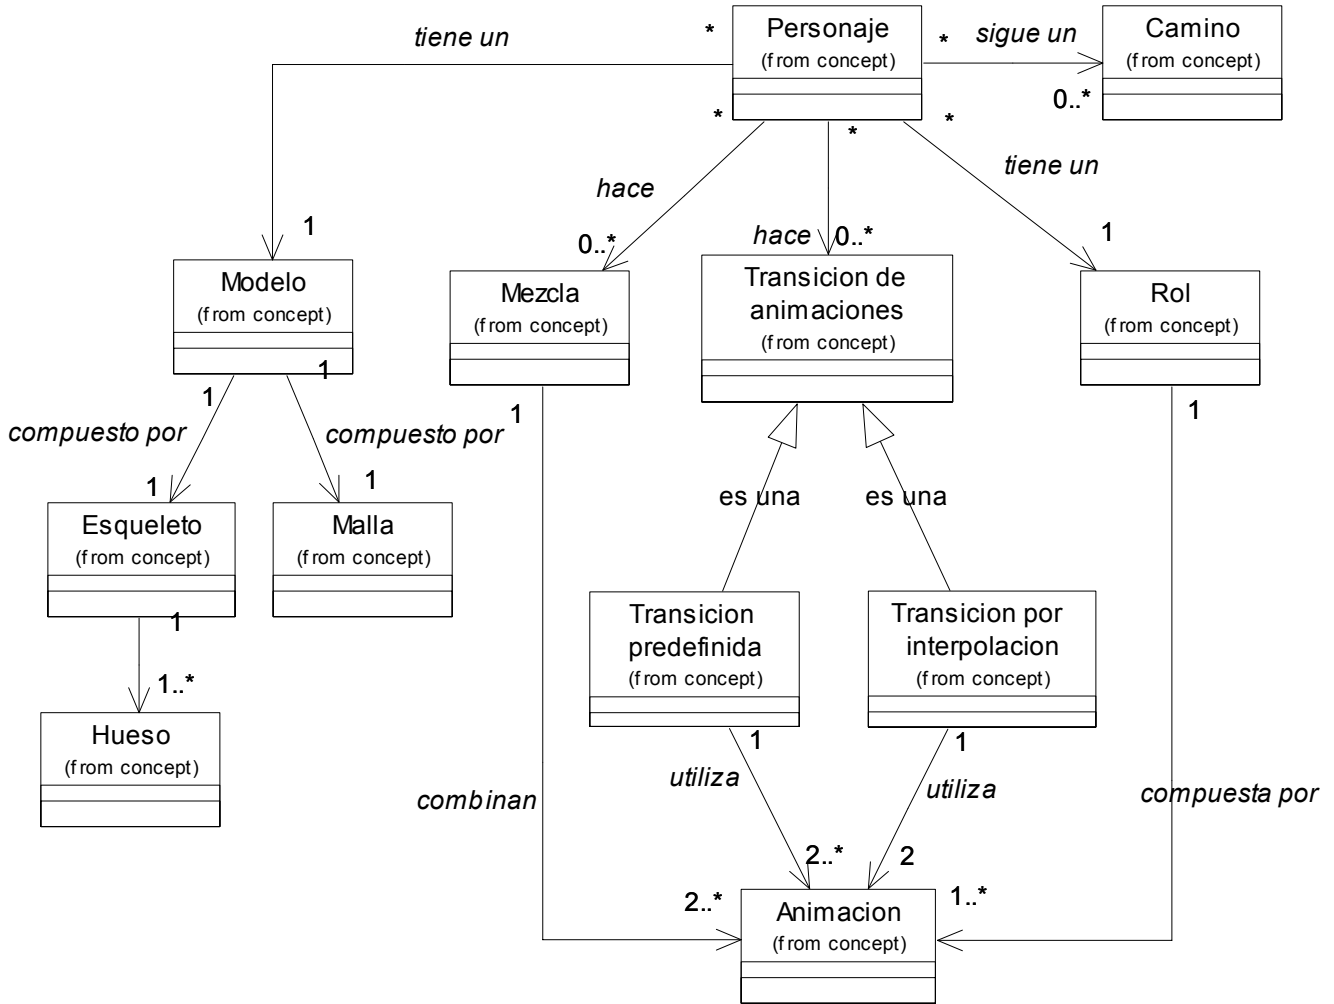 tiene un
*
Personaje
(from concept)
*
sigue un
0..*
Camino
(from concept)
*
*
*
hace
tiene un
1
0..*
hace
0..*
1
Modelo
(from concept)
1
Mezcla
(from concept)
Transicion de
animaciones
(from concept)
Rol
(from concept)
1
1
1
compuesto por
compuesto por
1
1
Esqueleto
(from concept)
Malla
(from concept)
es una
es una
1
1..*
Hueso
(from concept)
Transicion
predefinida
(from concept)
Transicion por
interpolacion
(from concept)
1
1
combinan
utiliza
utiliza
compuesta por
2..*
2
2..*
1..*
Animacion
(from concept)